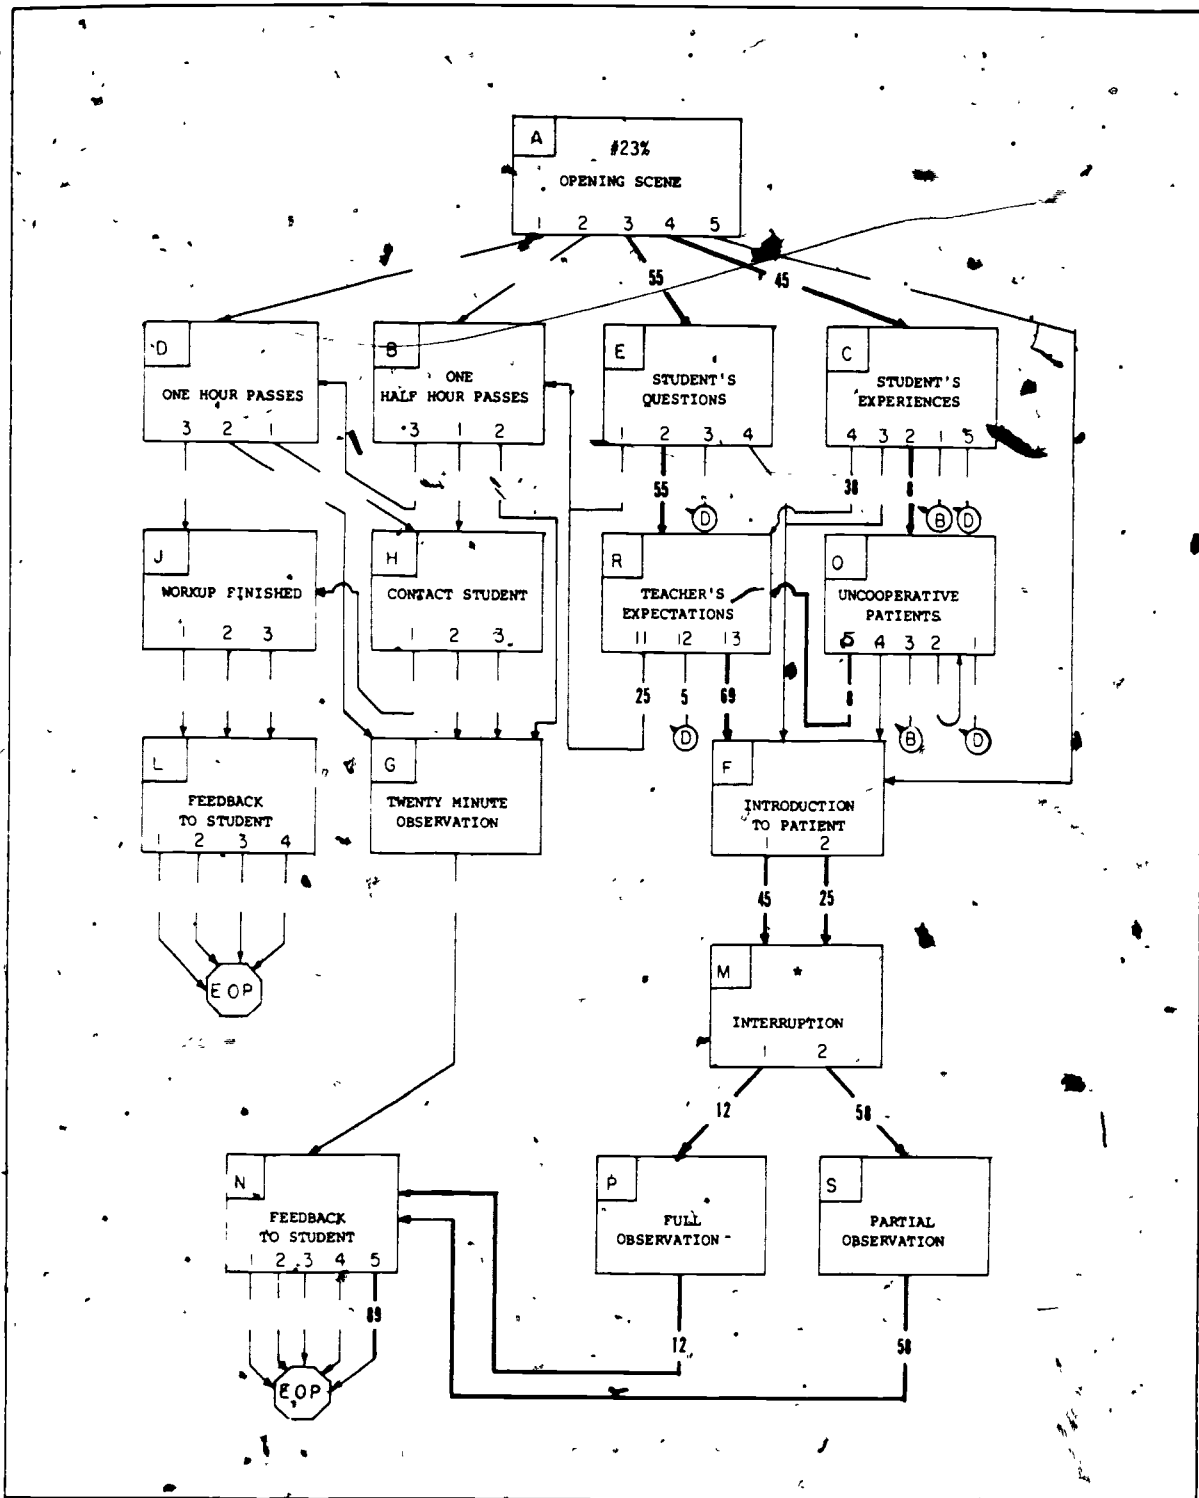 A
#23%
OPENING SCENE
1 2 3 4 5
55
45
D
ONE HOUR PASSES
3 2 1
B
ONE
HALF HOUR PASSES
3 1 2
E
STUDENT'S
QUESTIONS
1 2 3 4
C
STUDENT'S
EXPERIENCES
4 3 2 1 5
55
D
38
8
B
D
J
WORKUP FINISHED
1 2 3
H
CONTACT STUDENT
1 2 3
R
TEACHER'S
EXPECTATIONS
11 12 13
O
UNCOOPERATIVE
PATIENTS
5 4 3 2 1
25
5
69
8
D
B
D
L
FEEDBACK
TO STUDENT
1 2 3 4
G
TWENTY MINUTE
OBSERVATION
F
INTRODUCTION
TO PATIENT
1 2
45
25
EOP
M
*
INTERRUPTION
1 2
12
58
N
FEEDBACK
TO STUDENT
1 2 3 4 5
P
FULL
OBSERVATION
S
PARTIAL
OBSERVATION
89
12
58
EOP